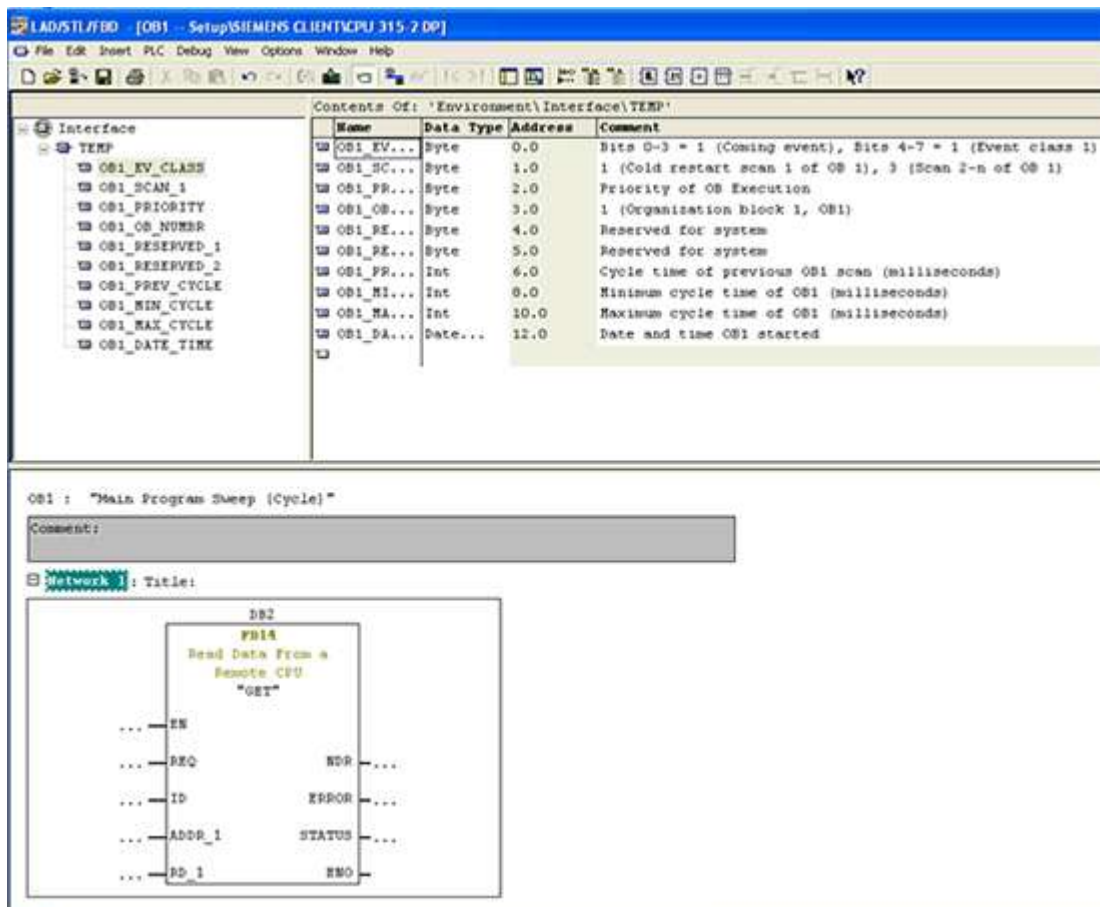 LAD/STL/FBD - [OB1 -- Setup\SIEMENS CLIENT\CPU 315-2 DP]
File Edit Insert PLC Debug View Options Window Help
Contents Of: 'Environment\Interface\TEMP'
Interface
TEMP
OB1_EV_CLASS
OB1_SCAN_1
OB1_PRIORITY
OB1_OB_NUMBR
OB1_RESERVED_1
OB1_RESERVED_2
OB1_PREV_CYCLE
OB1_MIN_CYCLE
OB1_MAX_CYCLE
OB1_DATE_TIME
Name Data Type Address Comment
OB1_EV... Byte 0.0 Bits 0-3 = 1 (Coming event), Bits 4-7 = 1 (Event class 1)
OB1_SC... Byte 1.0 1 (Cold restart scan 1 of OB 1), 3 (Scan 2-n of OB 1)
OB1_PR... Byte 2.0 Priority of OB Execution
OB1_OB... Byte 3.0 1 (Organization block 1, OB1)
OB1_RE... Byte 4.0 Reserved for system
OB1_RE... Byte 5.0 Reserved for system
OB1_PR... Int 6.0 Cycle time of previous OB1 scan (milliseconds)
OB1_MI... Int 8.0 Minimum cycle time of OB1 (milliseconds)
OB1_MA... Int 10.0 Maximum cycle time of OB1 (milliseconds)
OB1_DA... Date... 12.0 Date and time OB1 started
OB1 : "Main Program Sweep (Cycle)"
Comment:
Network 1: Title:
DB2
FB14
Read Data From a
Remote CPU
"GET"
... EN
... REQ NDR ...
... ID ERROR ...
... ADDR_1 STATUS ...
... RD_1 ENO